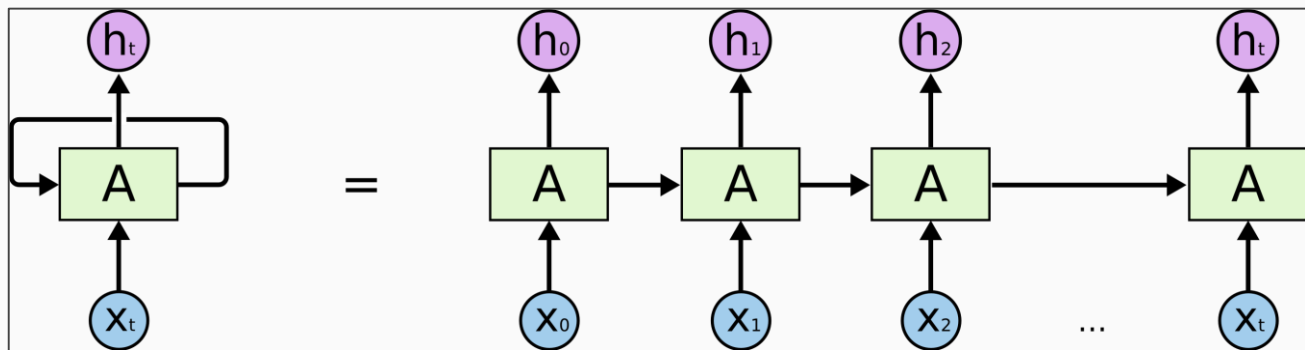 hₜ h₀ h₁ h₂ hₜ
A = A A A A
xₜ x₀ x₁ x₂ ... xₜ